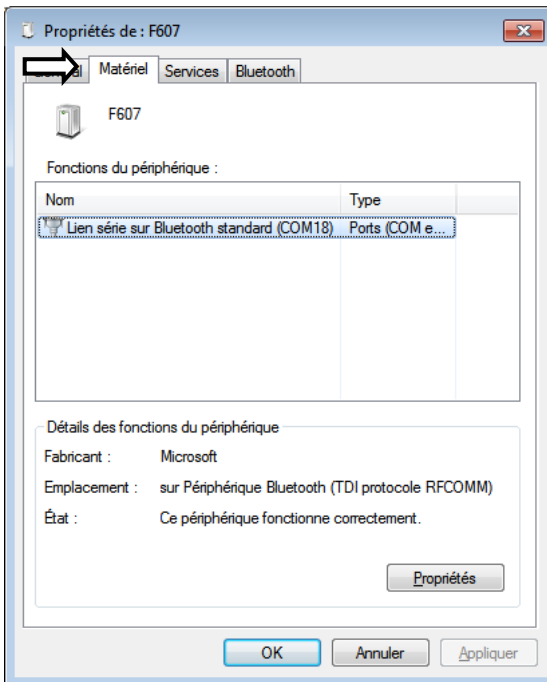 Propriétés de : F607
Matériel Services Bluetooth
F607
Fonctions du périphérique :
Nom Type
Lien série sur Bluetooth standard (COM18) Ports (COM e...
Détails des fonctions du périphérique
Fabricant : Microsoft
Emplacement : sur Périphérique Bluetooth (TDI protocole RFCOMM)
État : Ce périphérique fonctionne correctement.
Propriétés
OK Annuler Appliquer